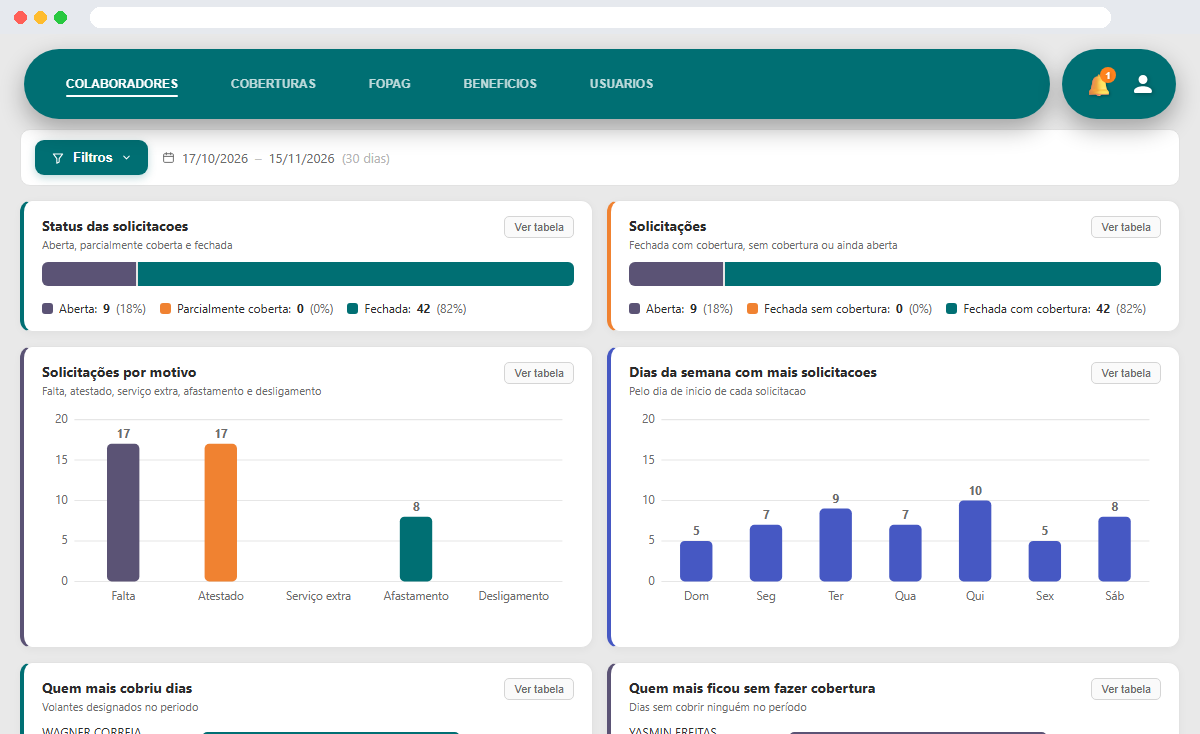 COLABORADORES COBERTURAS FOPAG BENEFICIOS USUARIOS 1
Filtros 17/10/2026 – 15/11/2026 (30 dias)
Status das solicitacoes Ver tabela
Aberta, parcialmente coberta e fechada
Aberta: 9 (18%) Parcialmente coberta: 0 (0%) Fechada: 42 (82%)
Solicitações Ver tabela
Fechada com cobertura, sem cobertura ou ainda aberta
Aberta: 9 (18%) Fechada sem cobertura: 0 (0%) Fechada com cobertura: 42 (82%)
Solicitações por motivo Ver tabela
Falta, atestado, serviço extra, afastamento e desligamento
20
17 17
15
10
8
5
0
Falta Atestado Serviço extra Afastamento Desligamento
Dias da semana com mais solicitacoes Ver tabela
Pelo dia de inicio de cada solicitacao
20
15
10
5
0
5 7 9 7 10 5 8
Dom Seg Ter Qua Qui Sex Sáb
Quem mais cobriu dias Ver tabela
Volantes designados no periodo
WAGNER CORREIA
Quem mais ficou sem fazer cobertura Ver tabela
Dias sem cobrir ninguém no período
YASMIN FREITAS